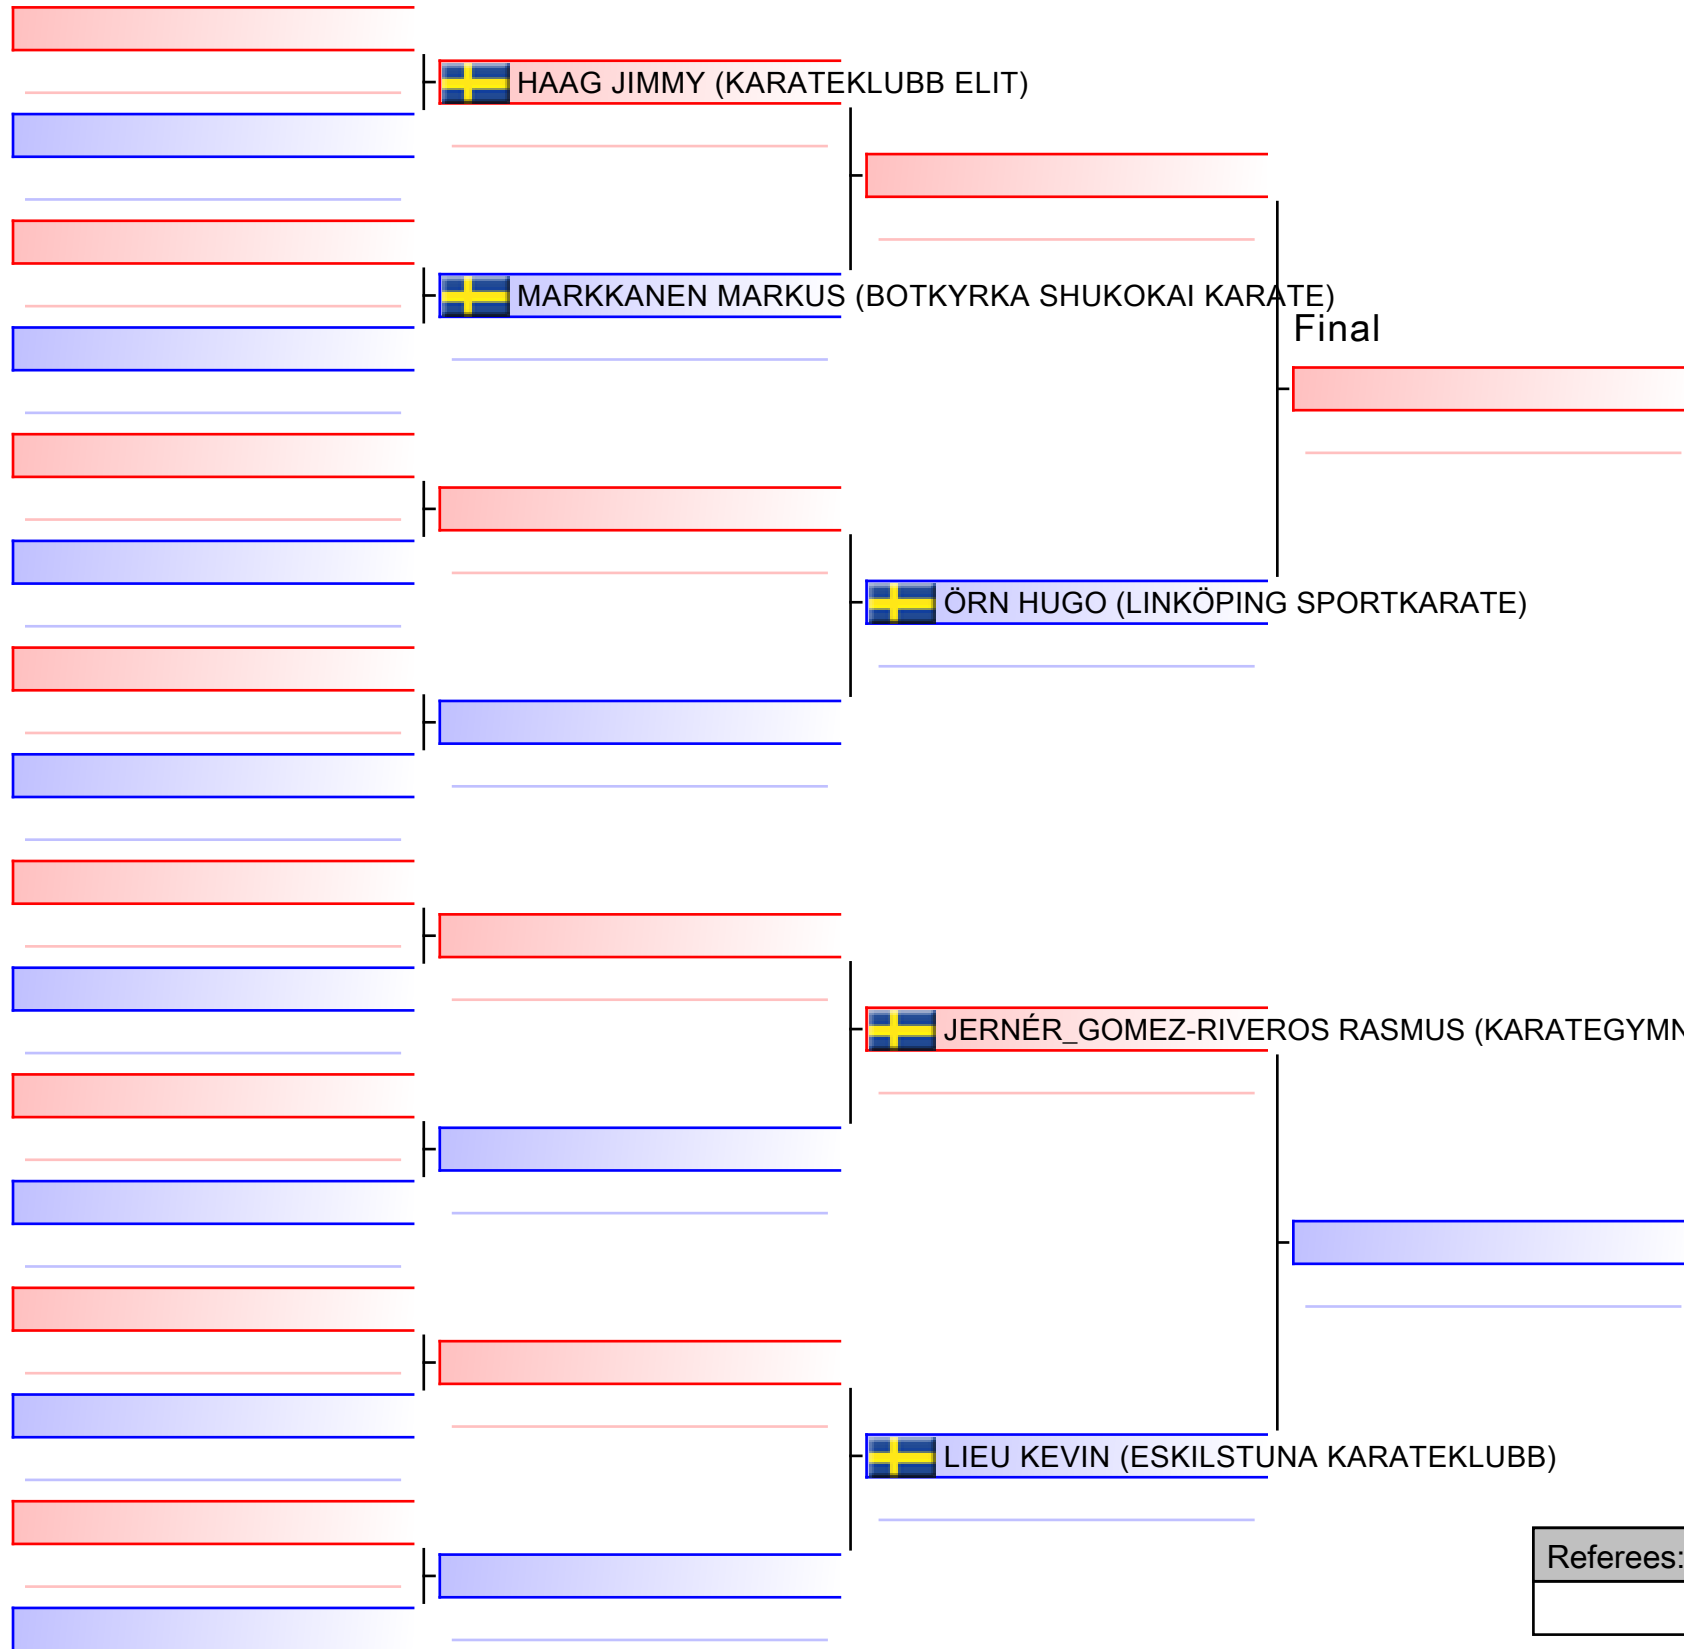 HAAG JIMMY (KARATEKLUBB ELIT)
MARKKANEN MARKUS (BOTKYRKA SHUKOKAI KARATE)
Final
ÖRN HUGO (LINKÖPING SPORTKARATE)
JERNÉR_GOMEZ-RIVEROS RASMUS (KARATEGYMN
LIEU KEVIN (ESKILSTUNA KARATEKLUBB)
Referees: